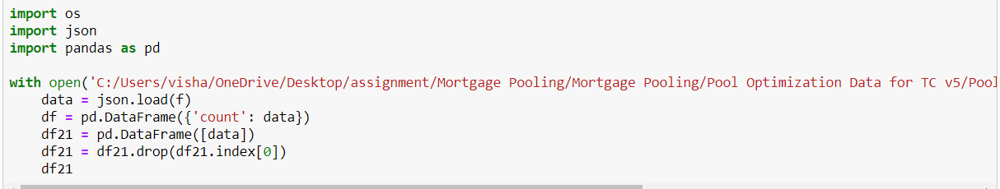 import os
import json
import pandas as pd
with open('C:/Users/visha/OneDrive/Desktop/assignment/Mortgage Pooling/Mortgage Pooling/Pool Optimization Data for TC v5/Pool
    data = json.load(f)
    df = pd.DataFrame({'count': data})
    df21 = pd.DataFrame([data])
    df21 = df21.drop(df21.index[0])
    df21